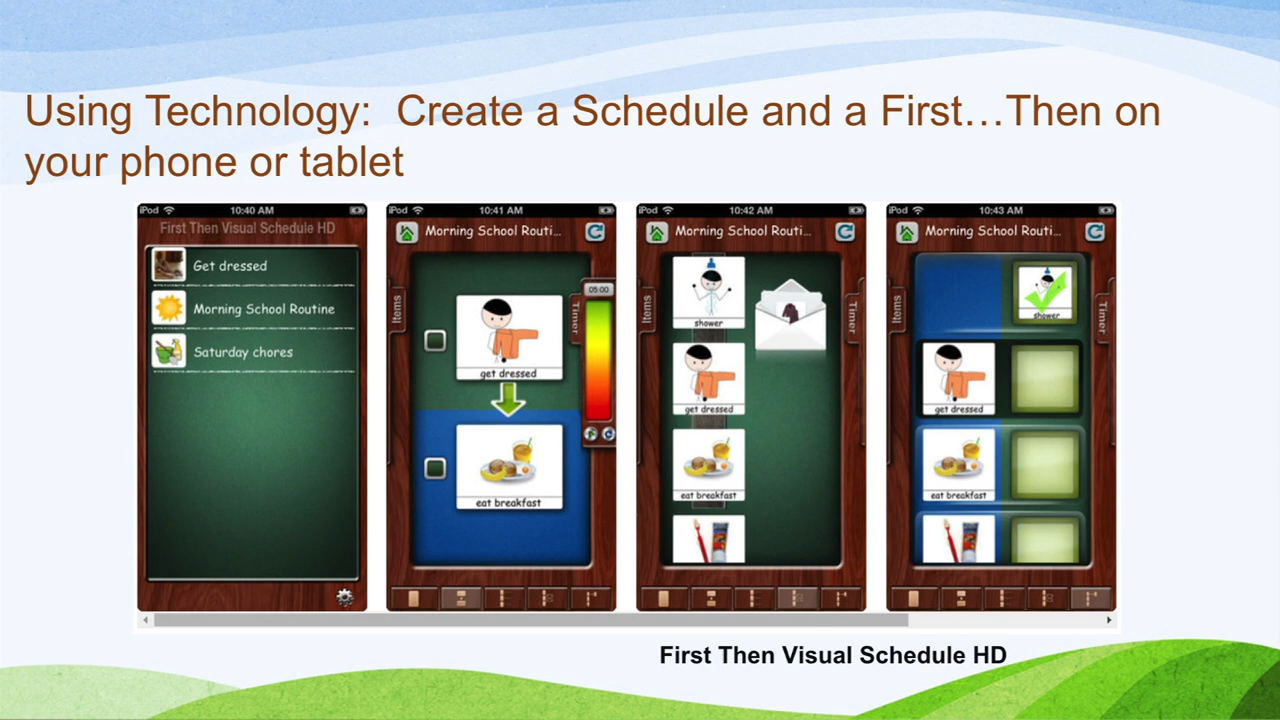 Using Technology:  Create a Schedule and a First…Then on
your phone or tablet
iPod 10:40 AM
First Then Visual Schedule HD
Get dressed
Morning School Routine
Saturday chores
iPod 10:41 AM
Morning School Routi...
05:00
Items
Timer
get dressed
eat breakfast
iPod 10:42 AM
Morning School Routi...
Items
Timer
shower
get dressed
eat breakfast
iPod 10:43 AM
Morning School Routi...
Items
Timer
shower
get dressed
eat breakfast
First Then Visual Schedule HD